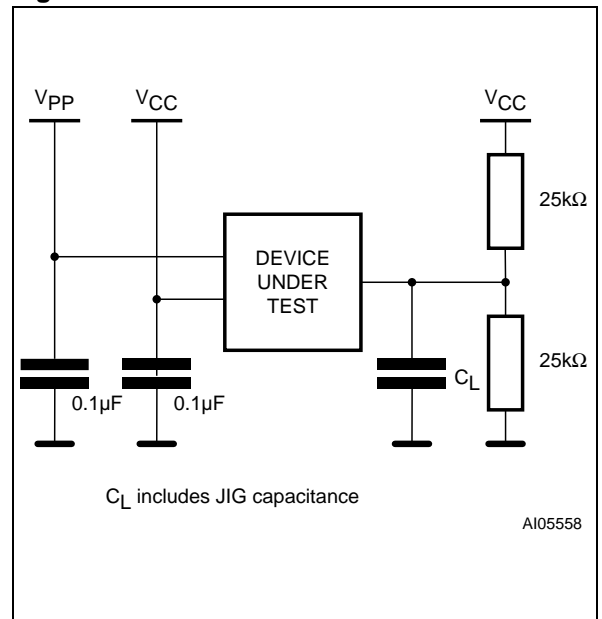 VPP
VCC
VCC
25kΩ
DEVICE
UNDER
TEST
25kΩ
CL
0.1µF
0.1µF
CL includes JIG capacitance
AI05558